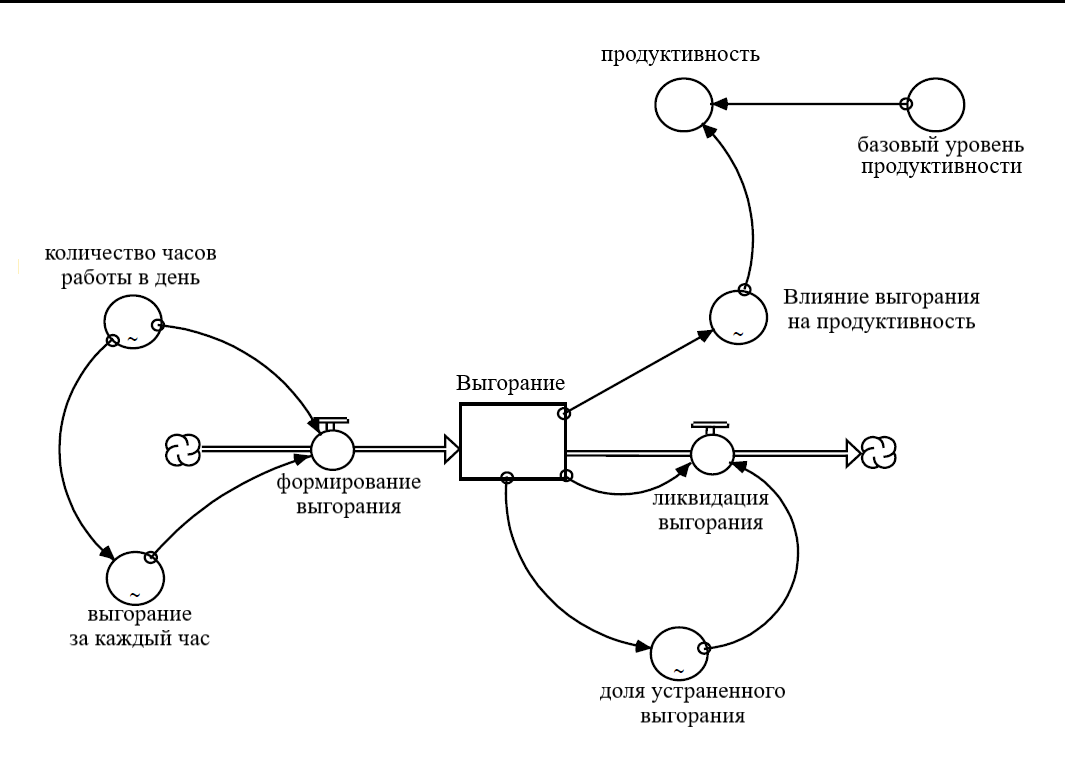 продуктивность
базовый уровень
продуктивности
количество часов
работы в день
~
Влияние выгорания
на продуктивность
~
Выгорание
формирование
выгорания
ликвидация
выгорания
~
выгорание
за каждый час
~
доля устраненного
выгорания